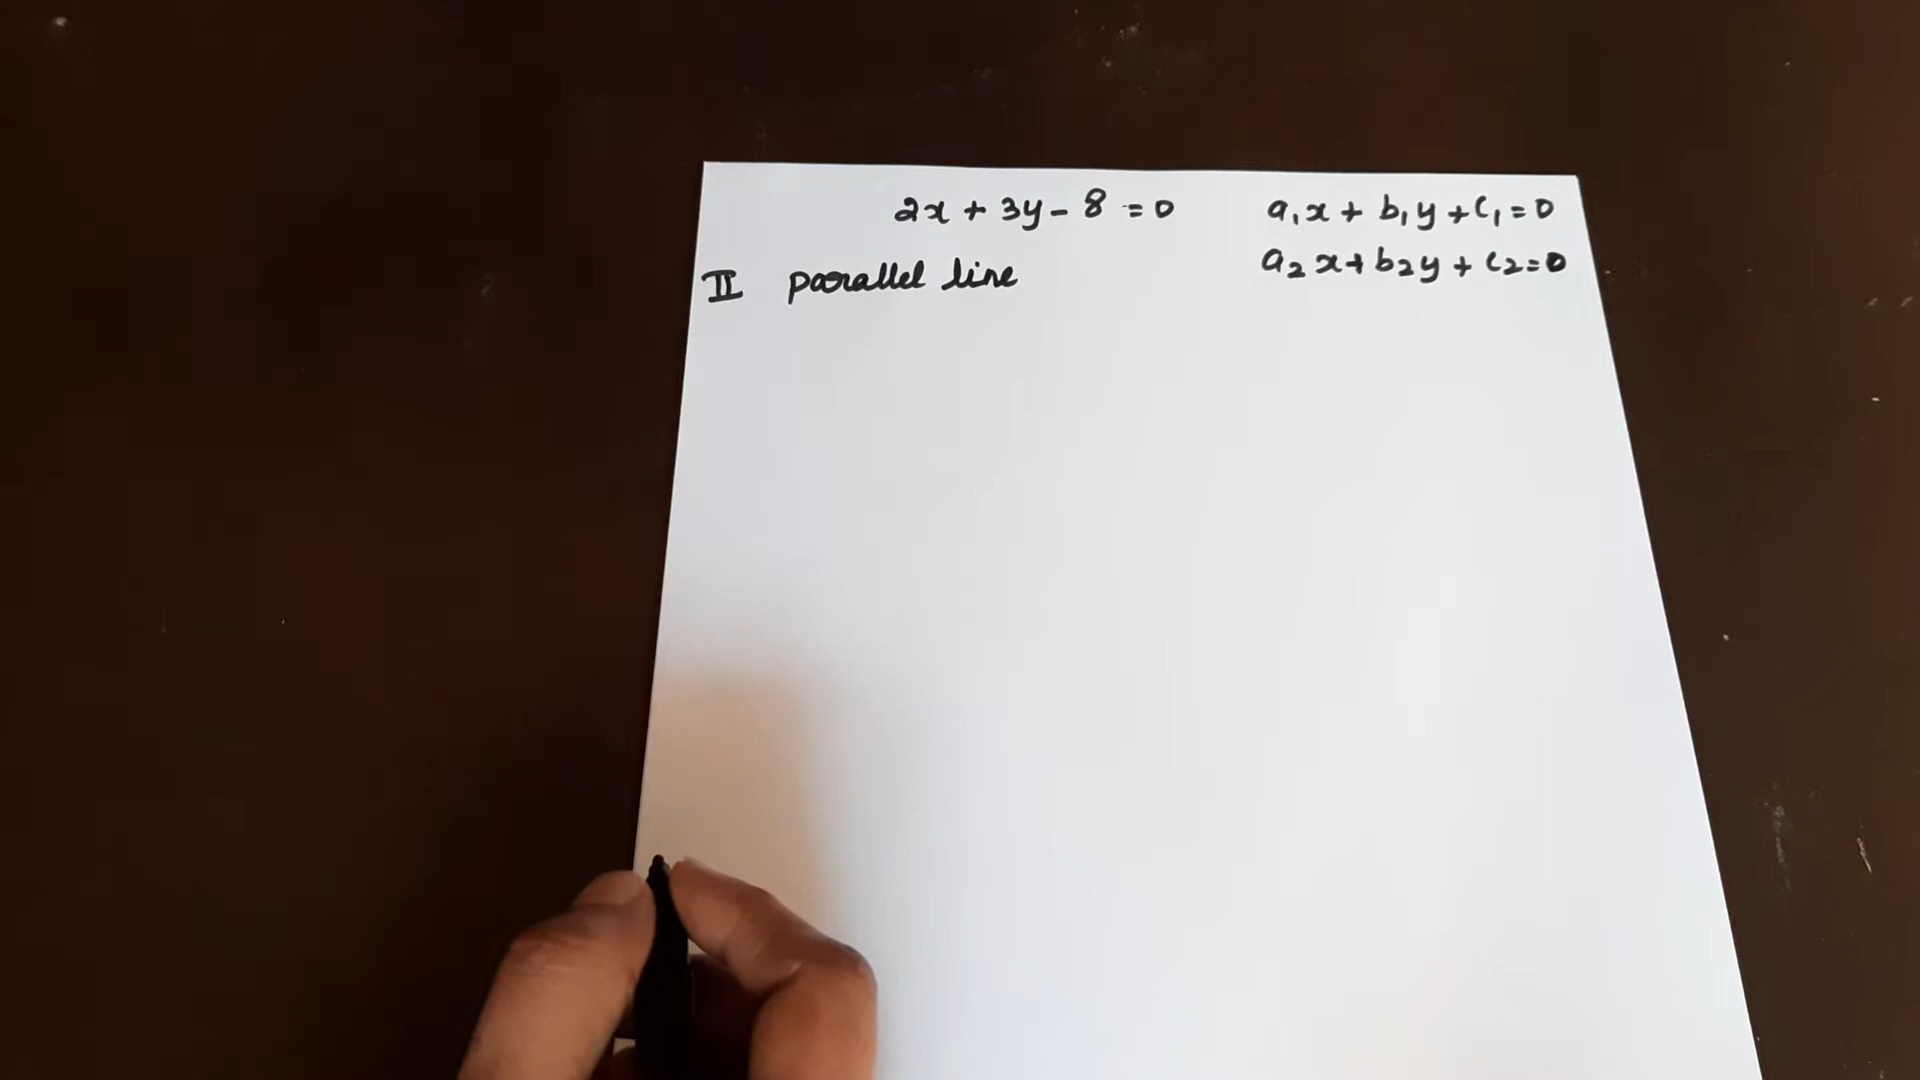 2x + 3y - 8 = 0
a₁x + b₁y + c₁ = 0
a₂x + b₂y + c₂ = 0
II parallel line